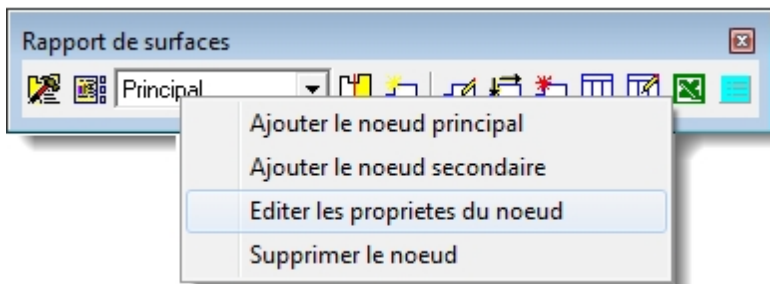 Rapport de surfaces
Principal
Ajouter le noeud principal
Ajouter le noeud secondaire
Editer les proprietes du noeud
Supprimer le noeud